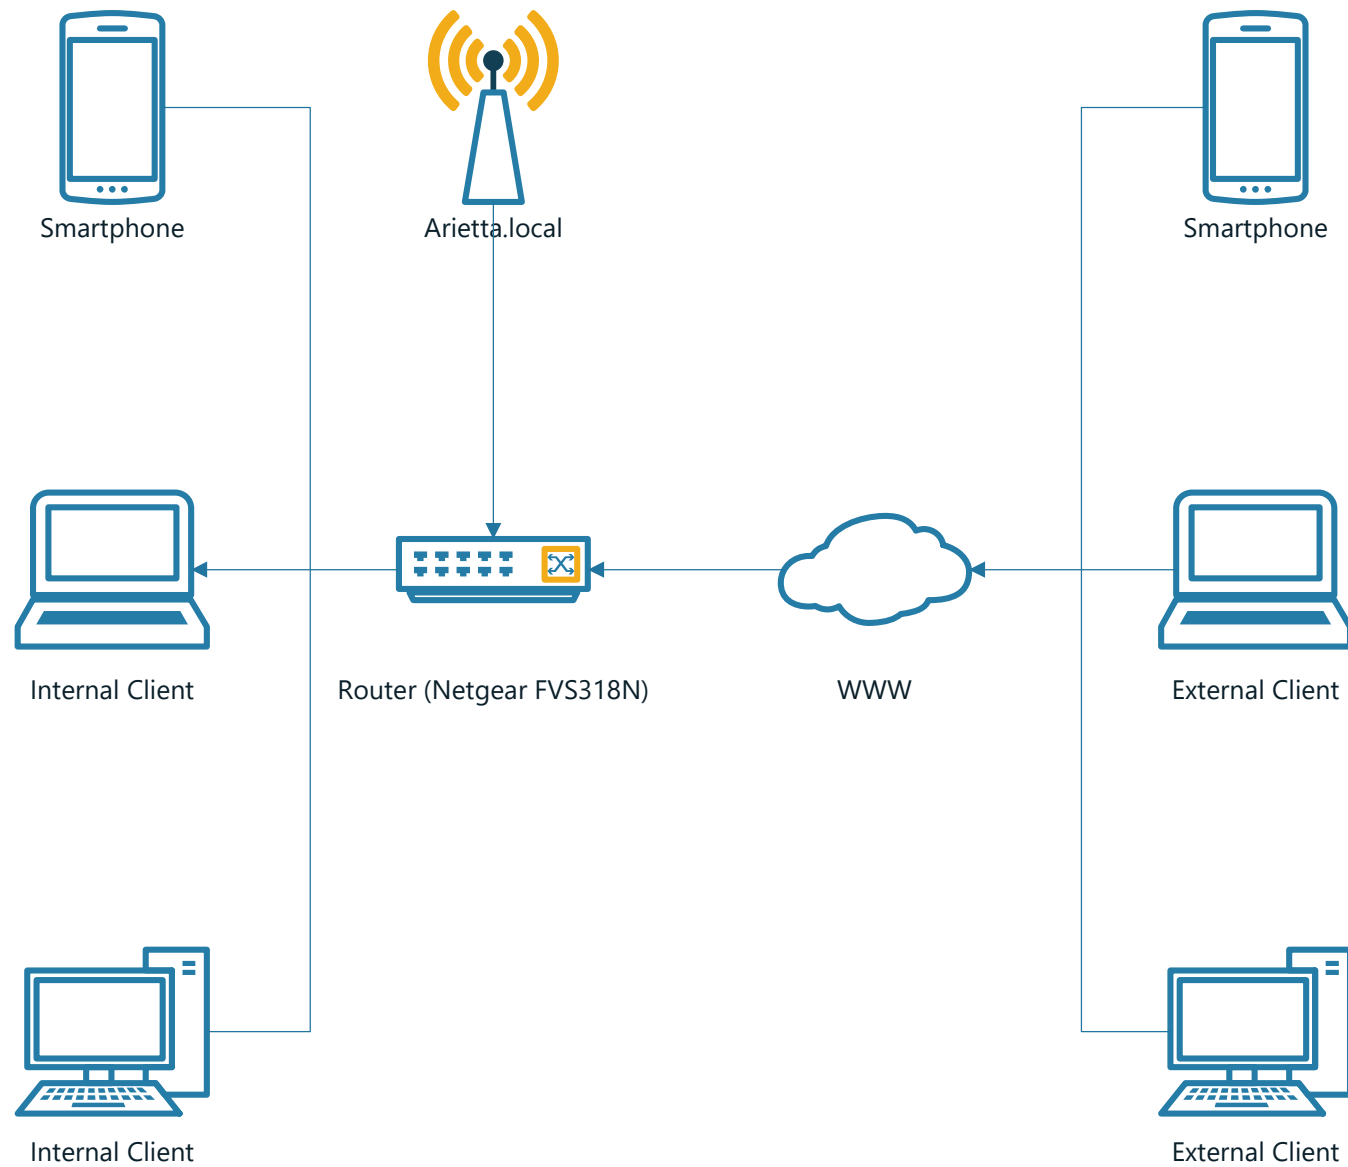 Smartphone
Arietta.local
Smartphone
Internal Client
Router (Netgear FVS318N)
WWW
External Client
Internal Client
External Client